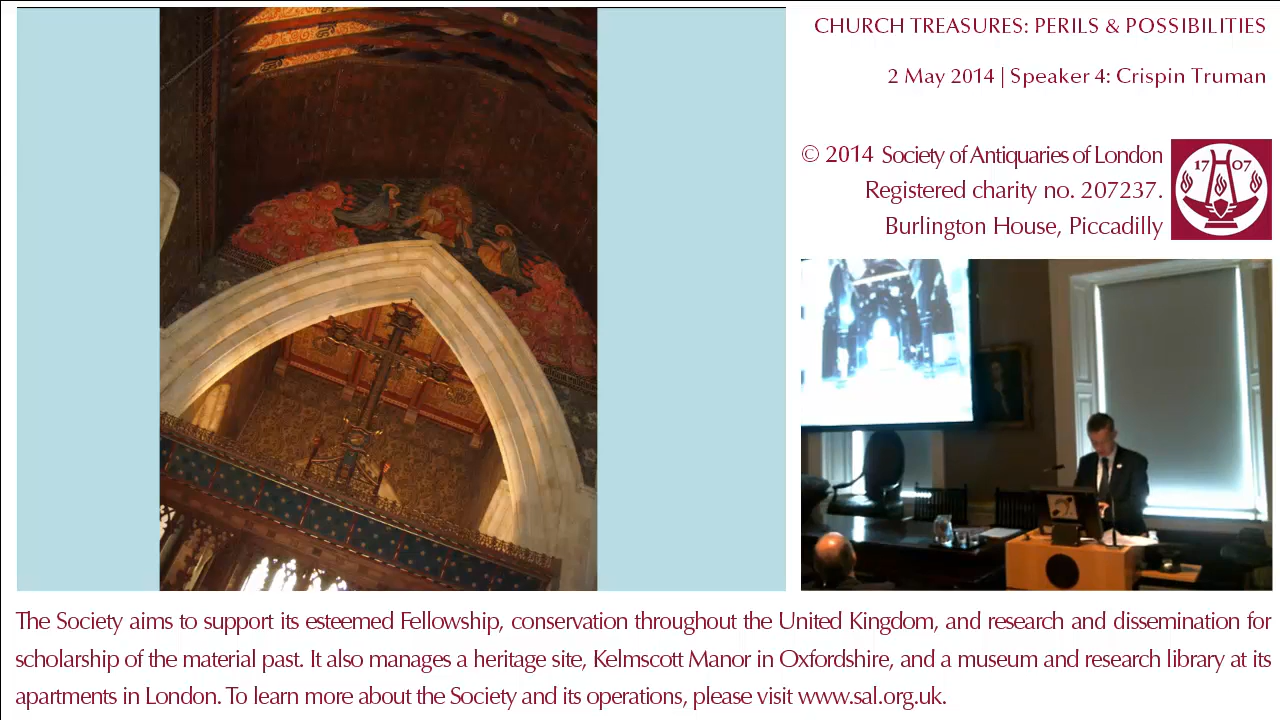 CHURCH TREASURES: PERILS & POSSIBILITIES
2 May 2014 | Speaker 4: Crispin Truman
© 2014 Society of Antiquaries of London
Registered charity no. 207237.
Burlington House, Piccadilly
17 07
The Society aims to support its esteemed Fellowship, conservation throughout the United Kingdom, and research and dissemination for
scholarship of the material past. It also manages a heritage site, Kelmscott Manor in Oxfordshire, and a museum and research library at its
apartments in London. To learn more about the Society and its operations, please visit www.sal.org.uk.